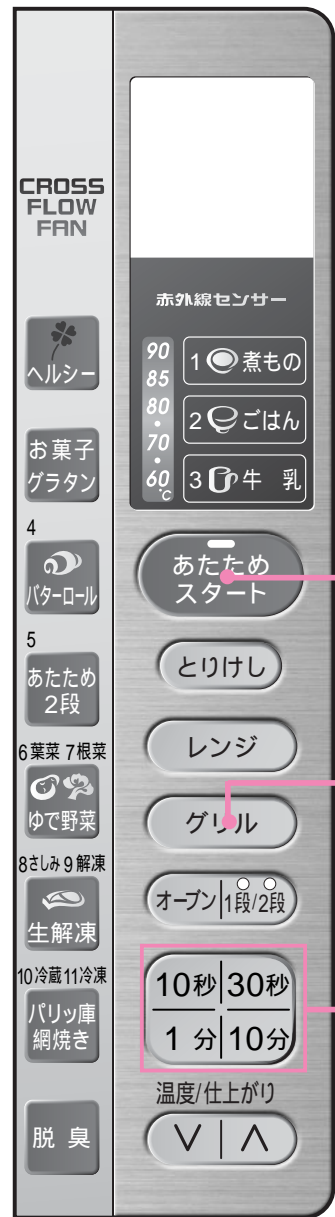 CROSS
FLOW
FAN
ヘルシー
お菓子
グラタン
4
バターロール
5
あたため
2段
6葉菜 7根菜
ゆで野菜
8さしみ 9解凍
生解凍
10冷蔵 11冷凍
パリッ庫
網焼き
脱臭
赤外線センサー
90
85
80
・
70
・
60
℃
1 煮もの
2 ごはん
3 牛乳
あたため
スタート
とりけし
レンジ
グリル
オーブン 1段/2段
10秒 30秒
1分 10分
温度/仕上がり
∨ ∧